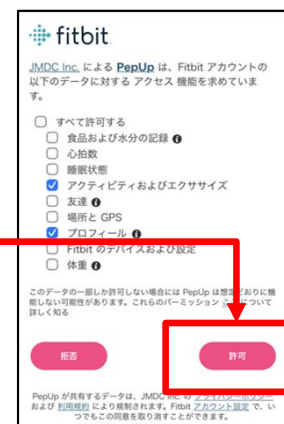 fitbit
JMDC Inc. による PepUp は、Fitbit アカウントの
以下のデータに対する アクセス 機能を求めていま
す。
すべて許可する
食品および水分の記録
心拍数
睡眠状態
アクティビティおよびエクササイズ
友達
場所と GPS
プロフィール
Fitbit のデバイスおよび設定
体重
このデータの一部しか許可しない場合には PepUp は想定どおりに機
能しない可能性があります。これらのパーミッション について
詳しく知る
拒否
許可
PepUp が共有するデータは、JMDC Inc. の プライバシーポリシー
および 利用規約 により規制されます。Fitbit アカウント設定 で、い
つでもこの同意を取り消すことができます。